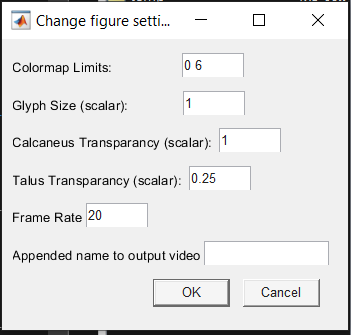 Change figure setti...
Colormap Limits: 0 6
Glyph Size (scalar): 1
Calcaneus Transparancy (scalar): 1
Talus Transparancy (scalar): 0.25
Frame Rate 20
Appended name to output video
OK Cancel